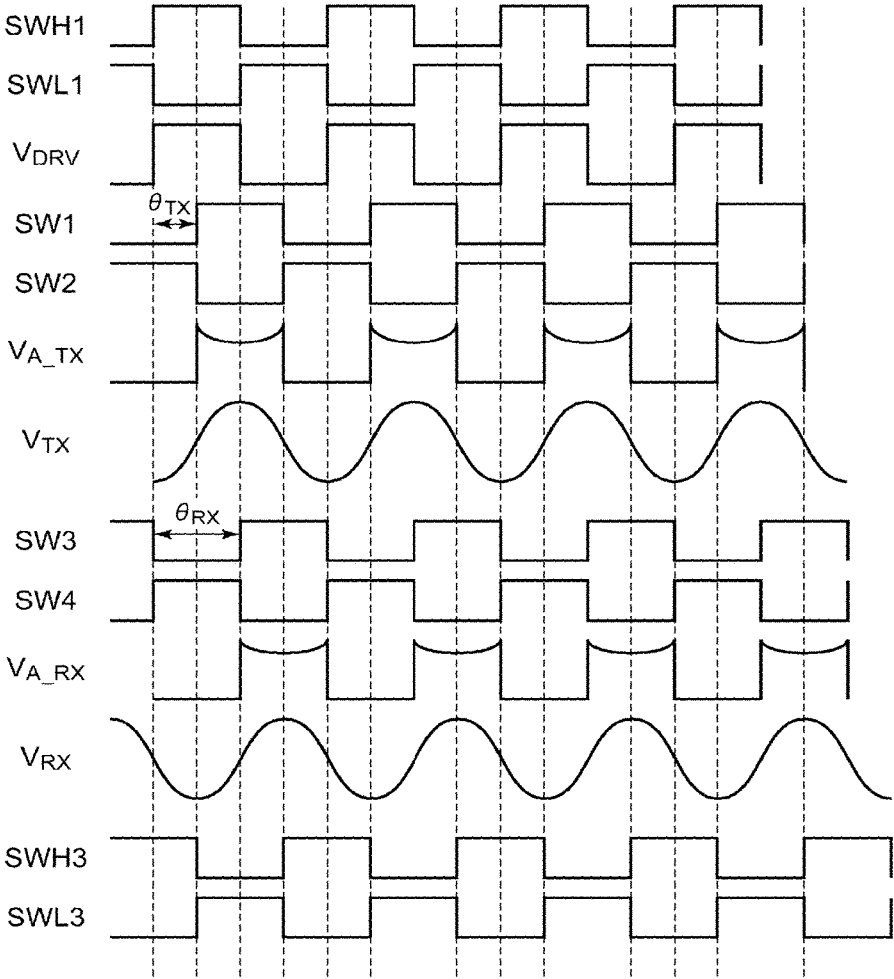 SWH1
SWL1
VDRV
θTX
SW1
SW2
VA_TX
VTX
θRX
SW3
SW4
VA_RX
VRX
SWH3
SWL3